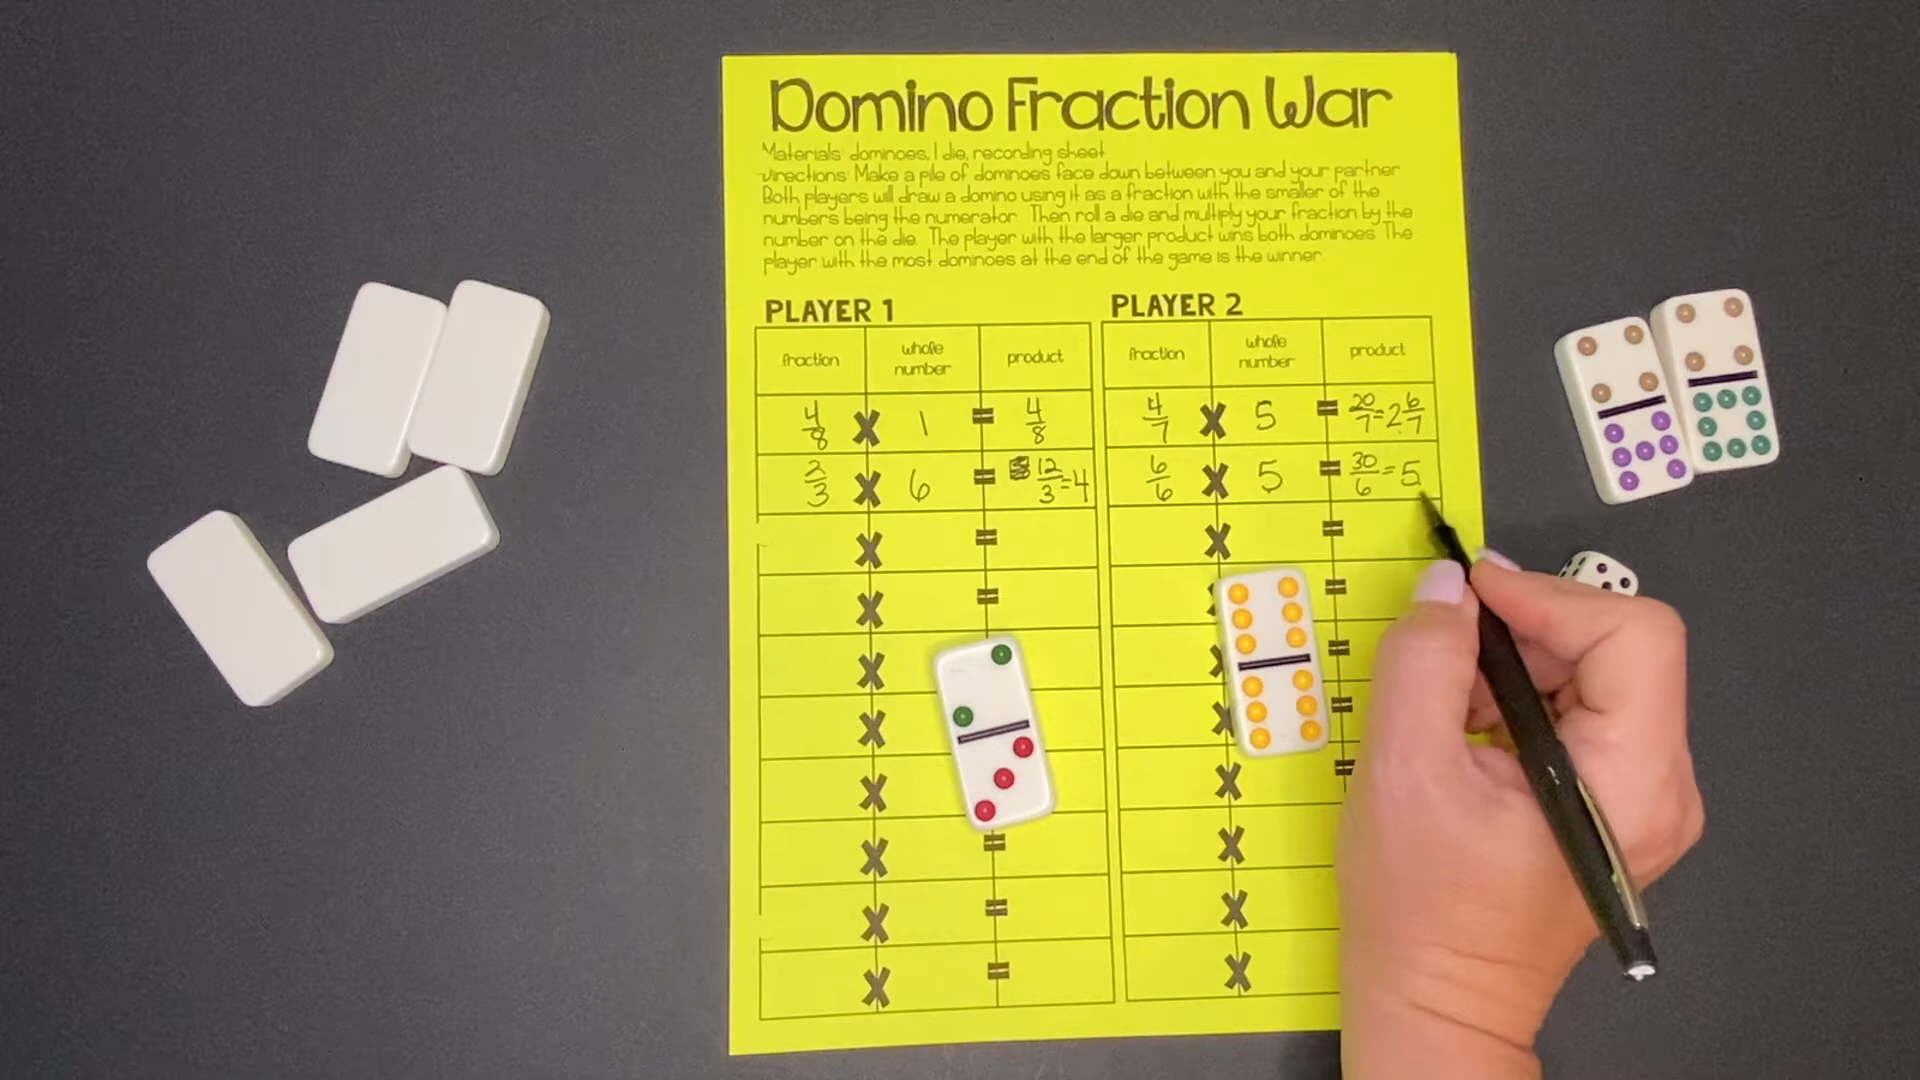 Domino Fraction War
Materials: dominoes, 1 die, recording sheet
Directions: Make a pile of dominoes face down between you and your partner.
Both players will draw a domino using it as a fraction with the smaller of the
numbers being the numerator. Then roll a die and multiply your fraction by the
number on the die. The player with the larger product wins both dominoes. The
player with the most dominoes at the end of the game is the winner.
PLAYER 1
fraction whole number product
4/8 X 1 = 4/8
2/3 X 6 = 12/3=4
X =
X =
X
X
X
X =
X =
X =
PLAYER 2
fraction whole number product
4/7 X 5 = 20/7=2 6/7
6/6 X 5 = 30/6=5
X =
X =
X =
X =
X =
X
X
X